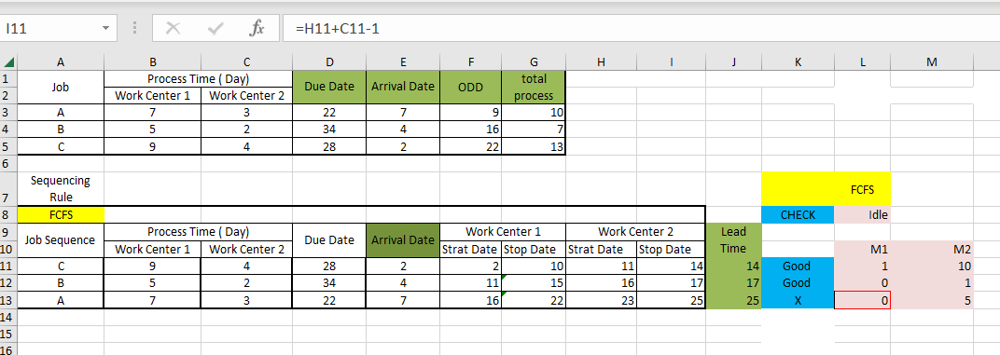 I11 fx =H11+C11-1
A B C D E F G H I J K L M
1 Job Process Time ( Day) Due Date Arrival Date ODD total process
2 Work Center 1 Work Center 2
3 A 7 3 22 7 9 10
4 B 5 2 34 4 16 7
5 C 9 4 28 2 22 13
6
7 Sequencing Rule FCFS
8 FCFS CHECK Idle
9 Job Sequence Process Time ( Day) Due Date Arrival Date Work Center 1 Work Center 2 Lead Time
10 Work Center 1 Work Center 2 Strat Date Stop Date Strat Date Stop Date M1 M2
11 C 9 4 28 2 2 10 11 14 14 Good 1 10
12 B 5 2 34 4 11 15 16 17 17 Good 0 1
13 A 7 3 22 7 16 22 23 25 25 X 0 5
14
15
16